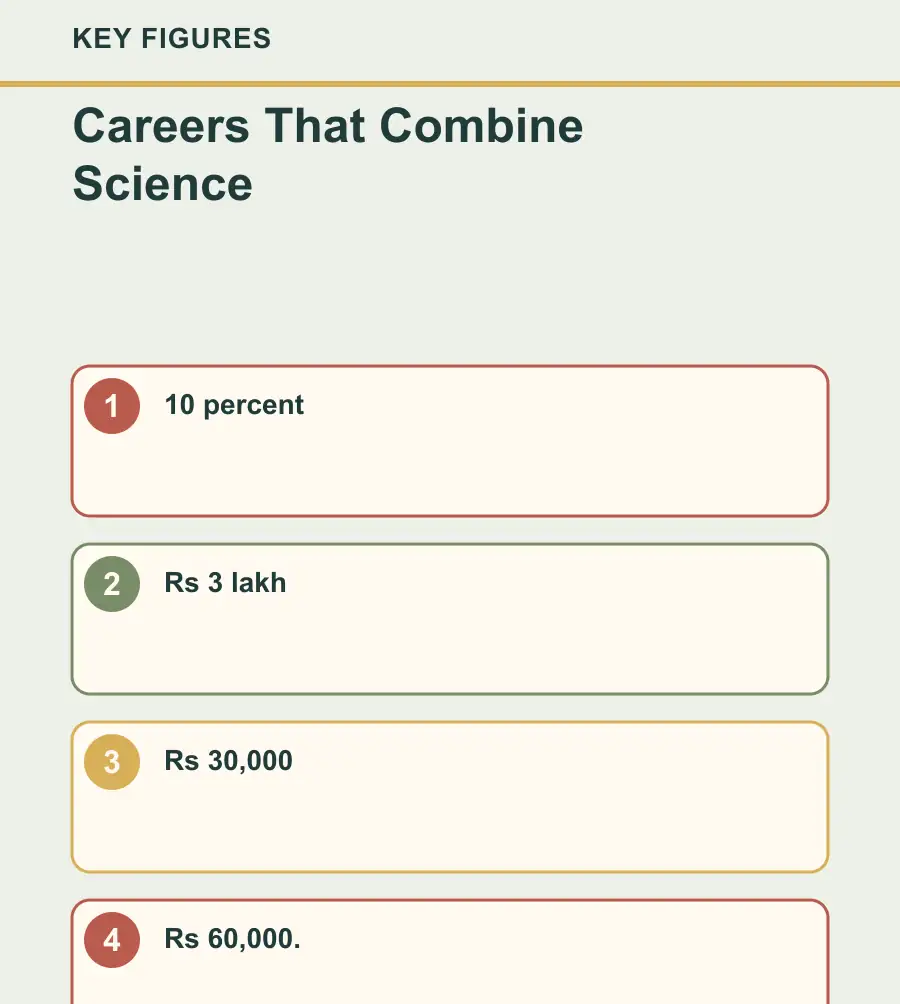 KEY FIGURES
Careers That Combine
Science
1
10 percent
2
Rs 3 lakh
3
Rs 30,000
4
Rs 60,000.